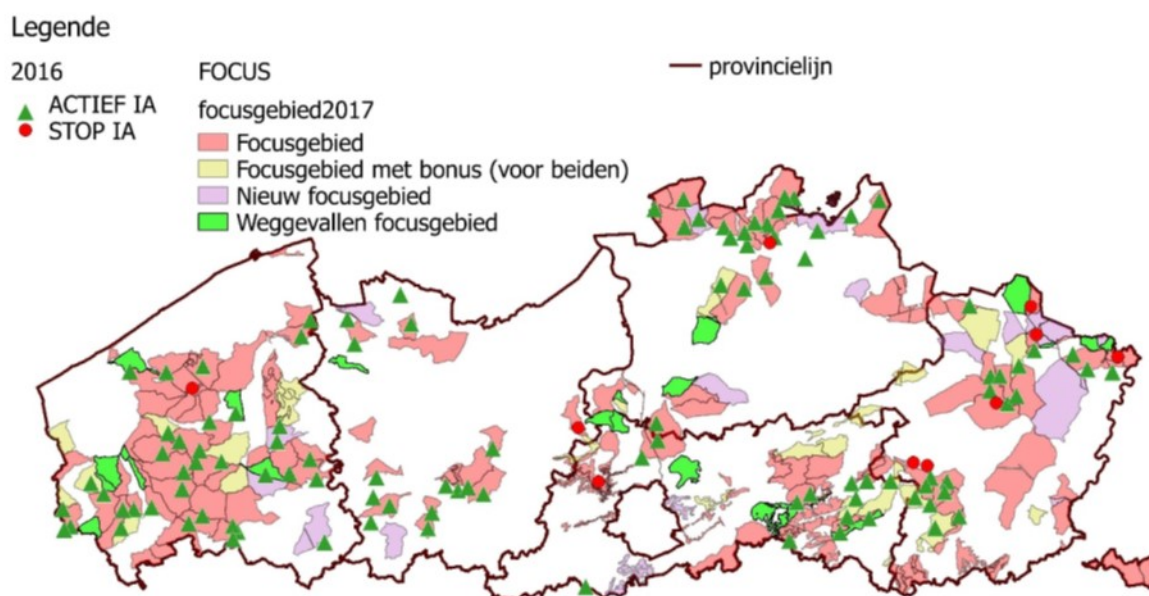 Legende
2016
ACTIEF IA
STOP IA
FOCUS
focusgebied2017
Focusgebied
Focusgebied met bonus (voor beiden)
Nieuw focusgebied
Weggevallen focusgebied
provincielijn